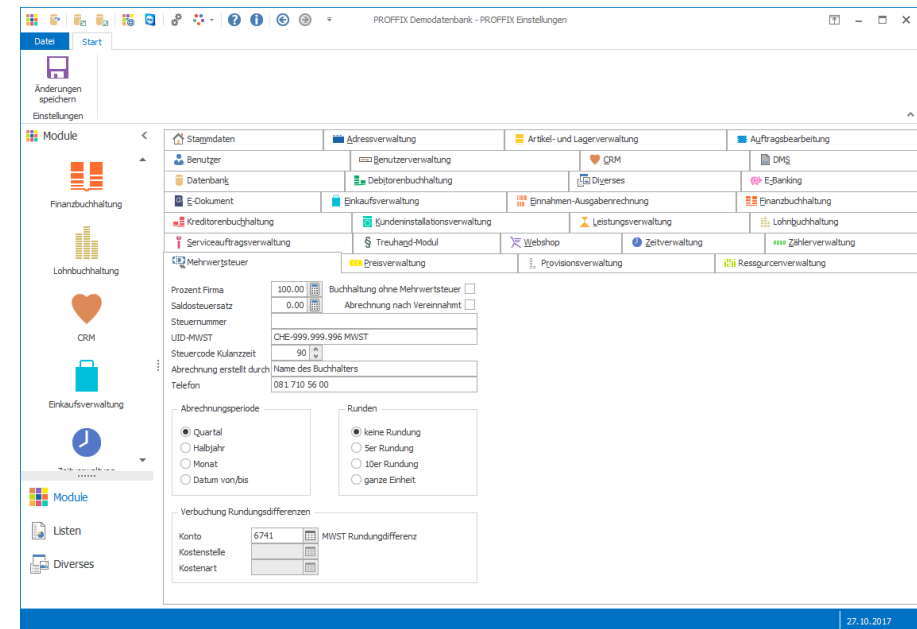 PROFFIX Demodatenbank - PROFFIX Einstellungen
Datei Start
Änderungen
speichern
Einstellungen
Module
Finanzbuchhaltung
Lohnbuchhaltung
CRM
Einkaufsverwaltung
Module
Listen
Diverses
Stammdaten Adressverwaltung Artikel- und Lagerverwaltung Auftragsbearbeitung
Benutzer Benutzerverwaltung CRM DMS
Datenbank Debitorenbuchhaltung Diverses E-Banking
E-Dokument Einkaufsverwaltung Einnahmen-Ausgabenrechnung Finanzbuchhaltung
Kreditorenbuchhaltung Kundeninstallationsverwaltung Leistungsverwaltung Lohnbuchhaltung
Serviceauftragsverwaltung Treuhand-Modul Webshop Zeitverwaltung Zählerverwaltung
Mehrwertsteuer Preisverwaltung Provisionsverwaltung Ressourcenverwaltung
Prozent Firma 100.00 Buchhaltung ohne Mehrwertsteuer
Saldosteuersatz 0.00 Abrechnung nach Vereinnahmt
Steuernummer
UID-MWST CHE-999.999.996 MWST
Steuercode Kulanzzeit 90
Abrechnung erstellt durch Name des Buchhalters
Telefon 081 710 56 00
Abrechnungsperiode Runden
Quartal keine Rundung
Halbjahr 5er Rundung
Monat 10er Rundung
Datum von/bis ganze Einheit
Verbuchung Rundungsdifferenzen
Konto 6741 MWST Rundungdifferenz
Kostenstelle
Kostenart
27.10.2017